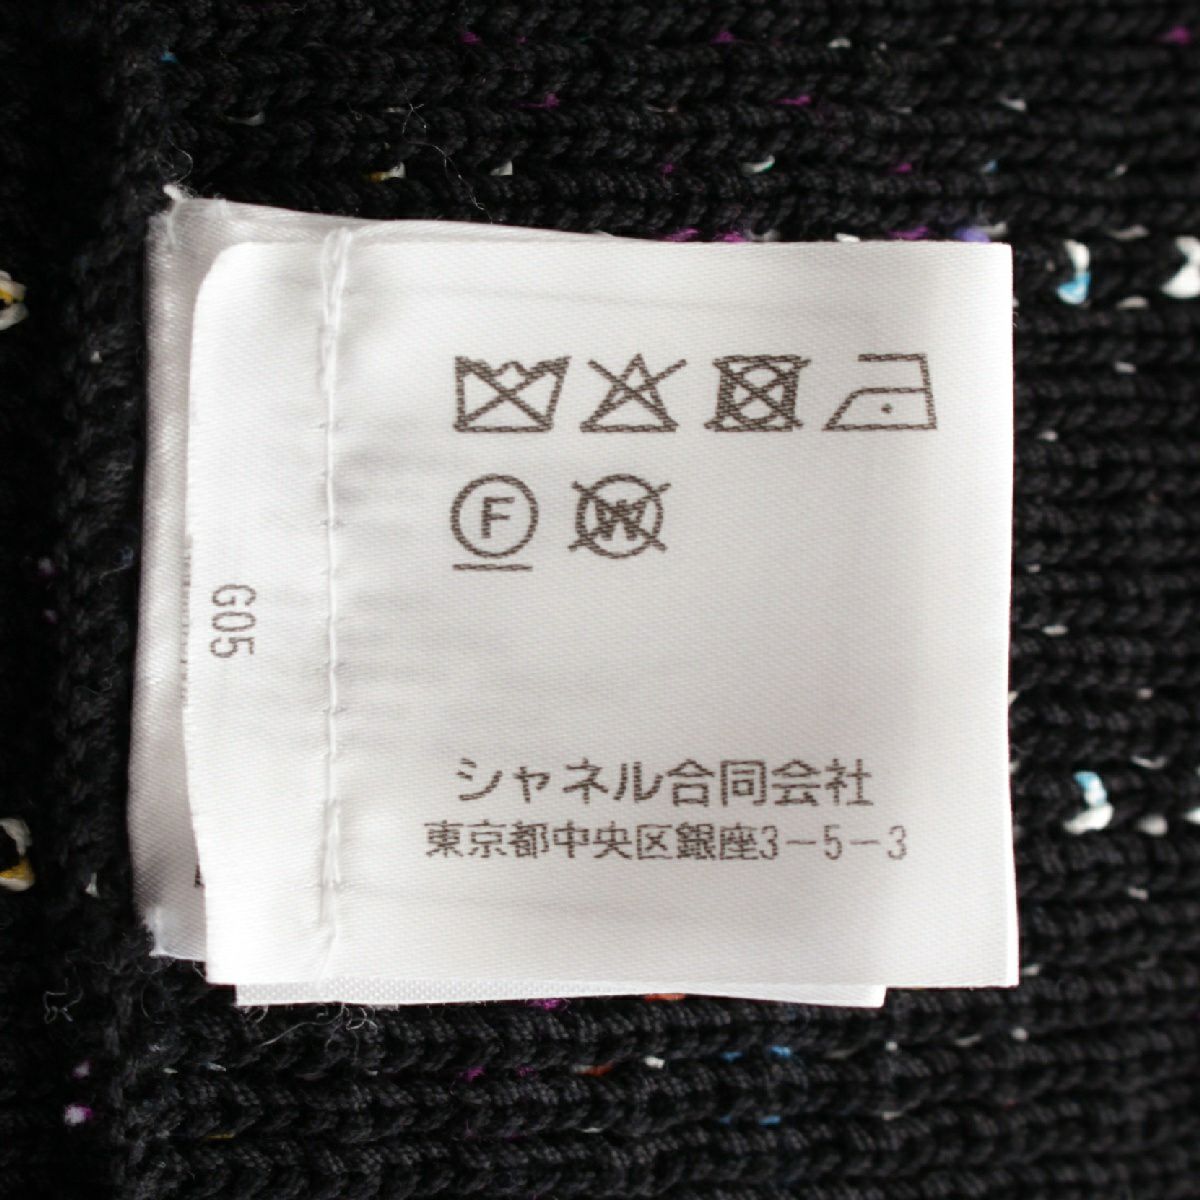 F W
G05
シャネル合同会社
東京都中央区銀座3-5-3